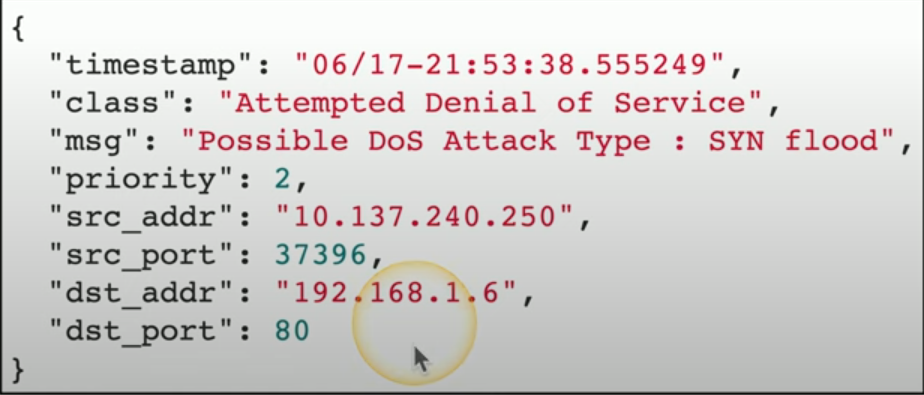 {
"timestamp": "06/17-21:53:38.555249",
"class": "Attempted Denial of Service",
"msg": "Possible DoS Attack Type : SYN flood",
"priority": 2,
"src_addr": "10.137.240.250",
"src_port": 37396,
"dst_addr": "192.168.1.6",
"dst_port": 80
}